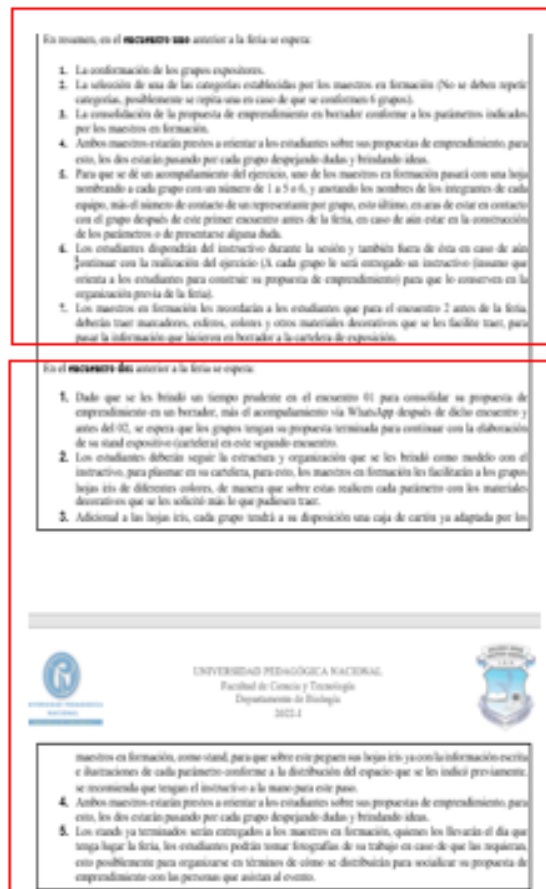 En resumen, en el encuentro uno anterior a la feria se espera:
1. La conformación de los grupos expositores.
2. La selección de una de las categorías establecidas por los maestros en formación (No se deben repetir
categorías, posiblemente se repita una en caso de que se conformen 6 grupos).
3. La consolidación de la propuesta de emprendimiento en borrador conforme a los parámetros indicados
por los maestros en formación.
4. Ambos maestros estarán prestos a orientar a los estudiantes sobre sus propuestas de emprendimiento, para
esto, los dos estarán pasando por cada grupo despejando dudas y brindando ideas.
5. Para que se dé un acompañamiento del ejercicio, uno de los maestros en formación pasará con una hoja
nombrando a cada grupo con un número de 1 a 5 o 6, y anotando los nombres de los integrantes de cada
equipo, más el número de contacto de un representante por grupo, esto último, en aras de estar en contacto
con el grupo después de este primer encuentro antes de la feria, en caso de aún estar en la construcción
de los parámetros o de presentarse alguna duda.
6. Los estudiantes dispondrán del instructivo durante la sesión y también fuera de ésta en caso de aún
continuar con la realización del ejercicio (A cada grupo le será entregado un instructivo (insumo que
orienta a los estudiantes para construir su propuesta de emprendimiento) para que lo conserven en la
organización previa de la feria).
7. Los maestros en formación les recordarán a los estudiantes que para el encuentro 2 antes de la feria,
deberán traer marcadores, esferos, colores y otros materiales decorativos que se les facilite traer, para
pasar la información que hicieron en borrador a la cartelera de exposición.
En el encuentro dos anterior a la feria se espera:
1. Dado que se les brindó un tiempo prudente en el encuentro 01 para consolidar su propuesta de
emprendimiento en un borrador, más el acompañamiento vía WhatsApp después de dicho encuentro y
antes del 02, se espera que los grupos tengan su propuesta terminada para continuar con la elaboración
de su stand expositivo (cartelera) en este segundo encuentro.
2. Los estudiantes deberán seguir la estructura y organización que se les brindó como modelo con el
instructivo, para plasmar en su cartelera, para esto, los maestros en formación les facilitarán a los grupos
hojas iris de diferentes colores, de manera que sobre estas realicen cada parámetro con los materiales
decorativos que se les solicitó más lo que pudiesen traer.
3. Adicional a las hojas iris, cada grupo tendrá a su disposición una caja de cartón ya adaptada por los
UNIVERSIDAD PEDAGÓGICA NACIONAL
Facultad de Ciencia y Tecnología
Departamento de Biología
2022-I
maestros en formación, como stand, para que sobre este peguen sus hojas iris ya con la información escrita
e ilustraciones de cada parámetro conforme a la distribución del espacio que se les indicó previamente,
se recomienda que tengan el instructivo a la mano para este paso.
4. Ambos maestros estarán prestos a orientar a los estudiantes sobre sus propuestas de emprendimiento, para
esto, los dos estarán pasando por cada grupo despejando dudas y brindando ideas.
5. Los stands ya terminados serán entregados a los maestros en formación, quienes los llevarán el día que
tenga lugar la feria, los estudiantes podrán tomar fotografías de su trabajo en caso de que las requieran,
esto posiblemente para organizarse en términos de cómo se distribuirán para socializar su propuesta de
emprendimiento con las personas que asistan al evento.